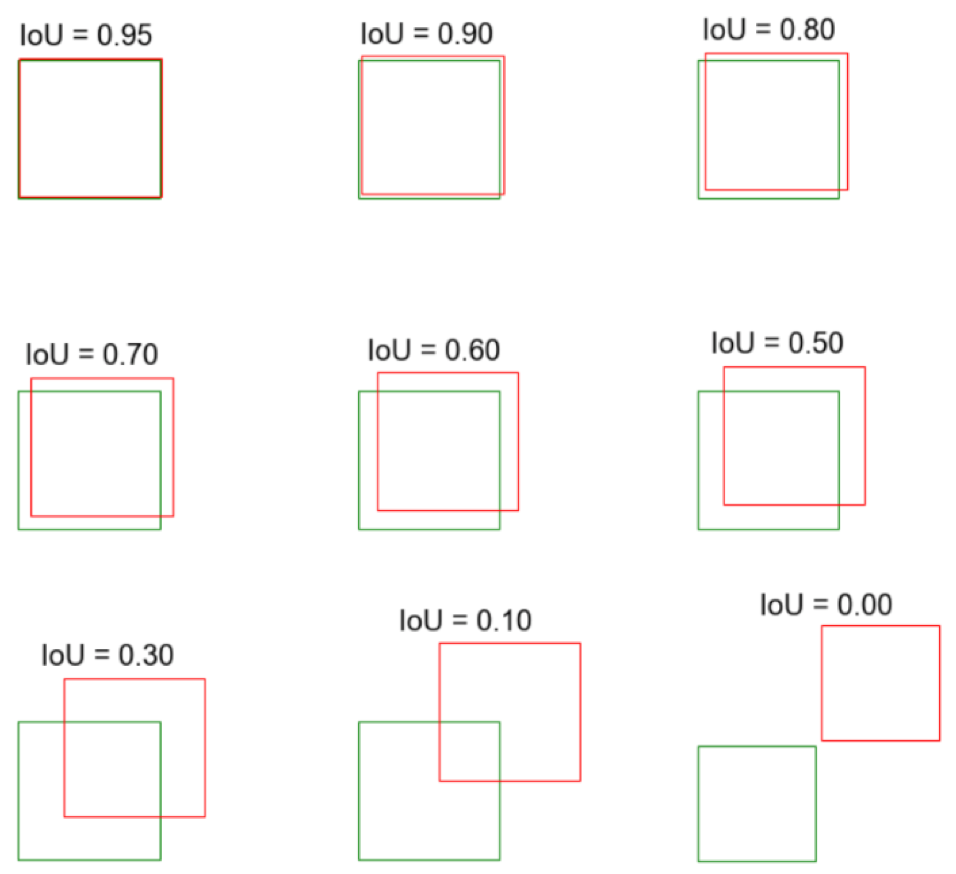 IoU = 0.95
IoU = 0.90
IoU = 0.80
IoU = 0.70
IoU = 0.60
IoU = 0.50
IoU = 0.30
IoU = 0.10
IoU = 0.00